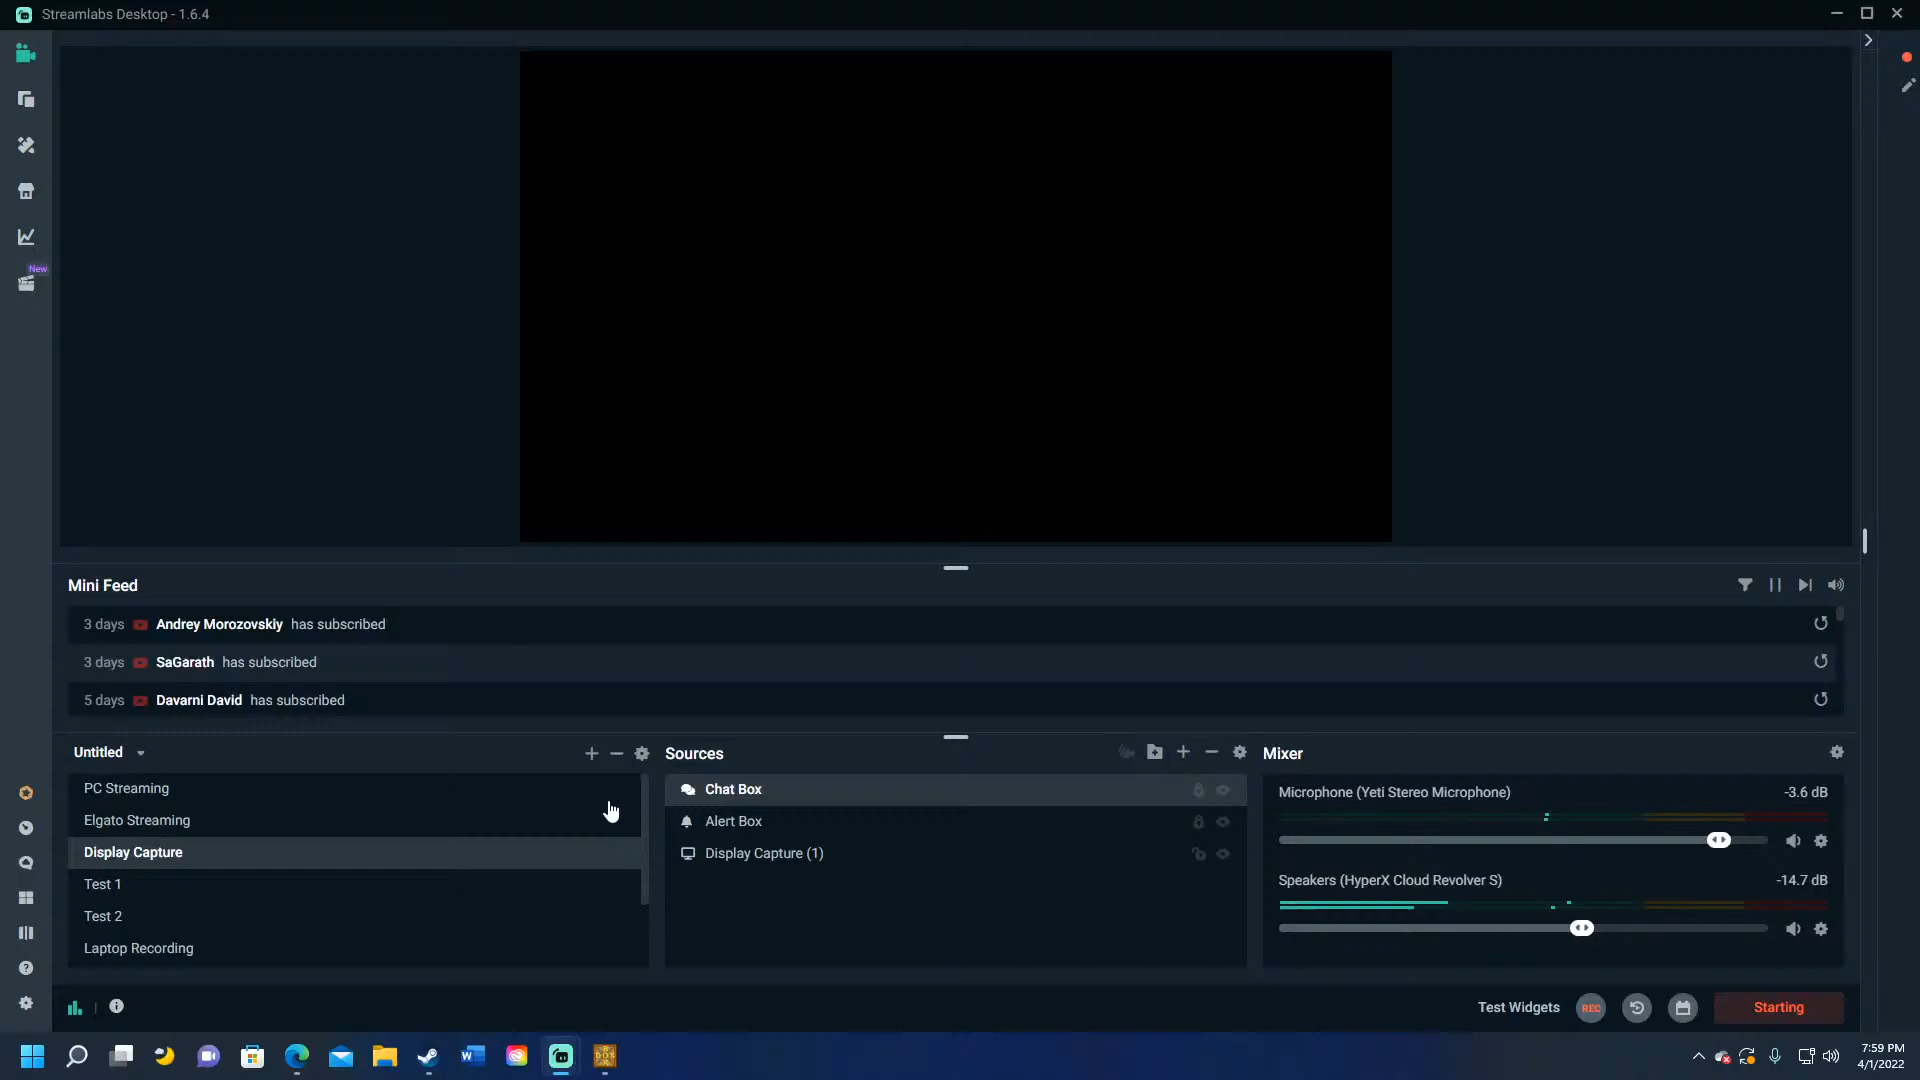 Streamlabs Desktop - 1.6.4
New
Mini Feed
3 days Andrey Morozovskiy has subscribed
3 days SaGarath has subscribed
5 days Davarni David has subscribed
Untitled
PC Streaming
Elgato Streaming
Display Capture
Test 1
Test 2
Laptop Recording
Sources
Chat Box
Alert Box
Display Capture (1)
Mixer
Microphone (Yeti Stereo Microphone) -3.6 dB
Speakers (HyperX Cloud Revolver S) -14.7 dB
Test Widgets
REC
Starting
7:59 PM
4/1/2022